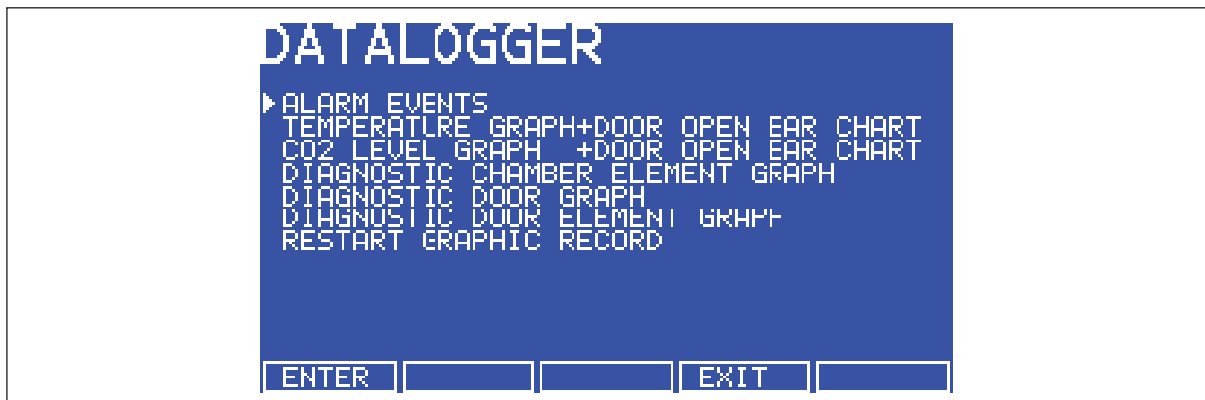 DATALOGGER
ALARM EVENTS
TEMPERATLRE GRAPH+DOOR OPEN EAR CHART
CO2 LEVEL GRAPH +DOOR OPEN EAR CHART
DIAGNOSTIC CHAMBER ELEMENT GRAPH
DIAGNOSTIC DOOR GRAPH
DIAGNOSTIC DOOR ELEMENT GRAPH
RESTART GRAPHIC RECORD
ENTER EXIT